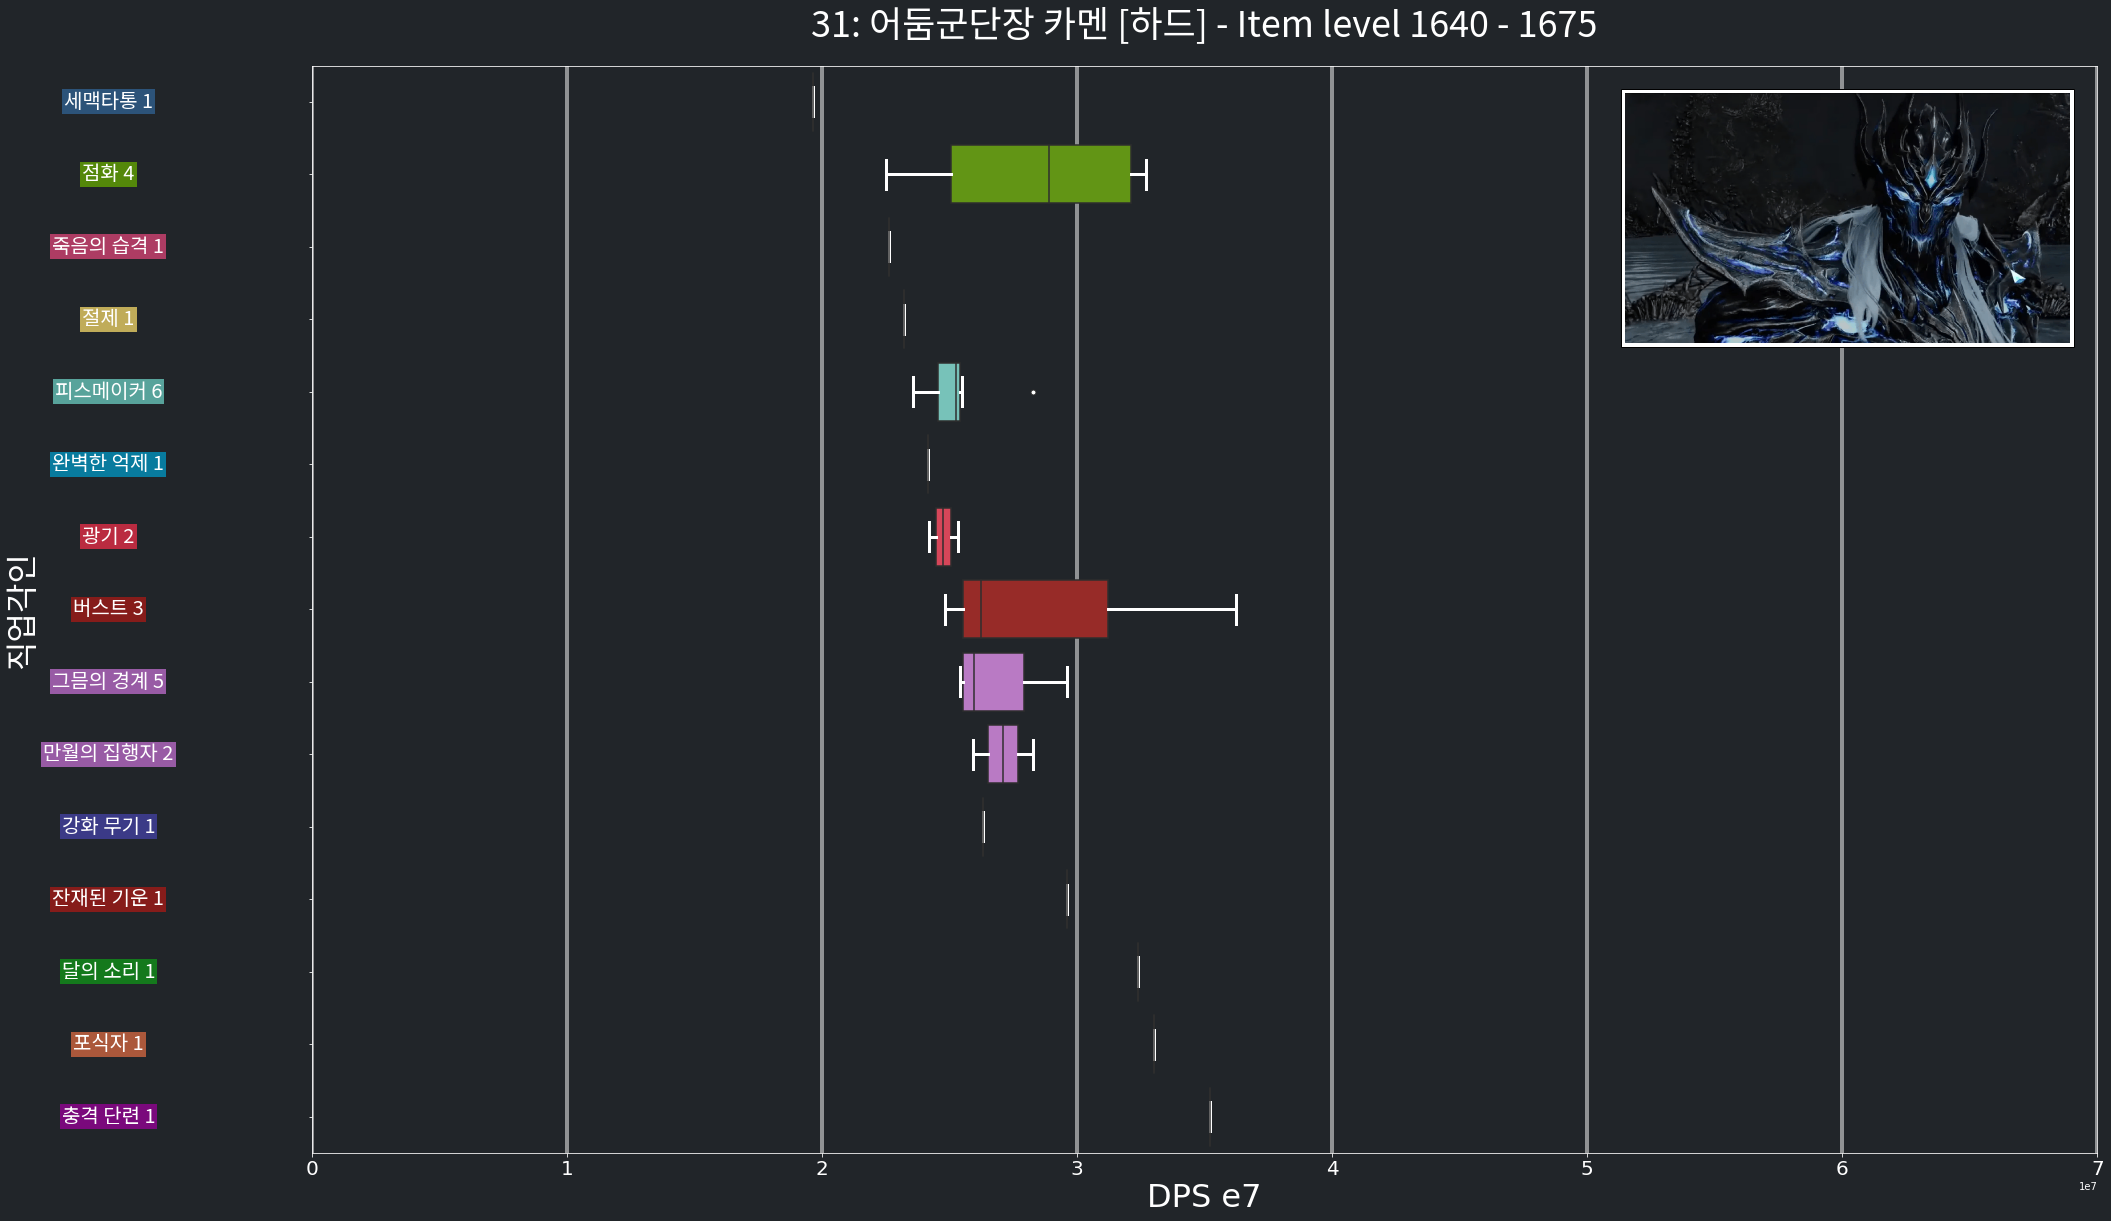 31: 어둠군단장 카멘 [하드] - Item level 1640 - 1675
직업각인
세맥타통 1
점화 4
죽음의 습격 1
절제 1
피스메이커 6
완벽한 억제 1
광기 2
버스트 3
그믐의 경계 5
만월의 집행자 2
강화 무기 1
잔재된 기운 1
달의 소리 1
포식자 1
충격 단련 1
0 1 2 3 4 5 6 7
1e7
DPS e7